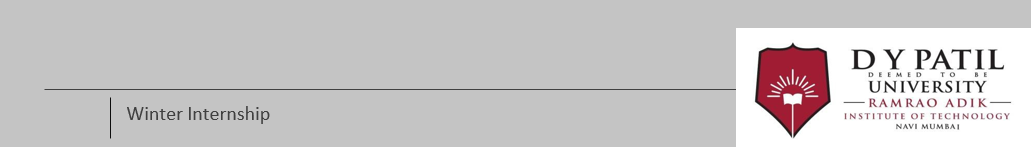 Winter Internship
D Y PATIL
DEEMED TO BE
UNIVERSITY
RAMRAO ADIK
INSTITUTE OF TECHNOLOGY
NAVI MUMBAI